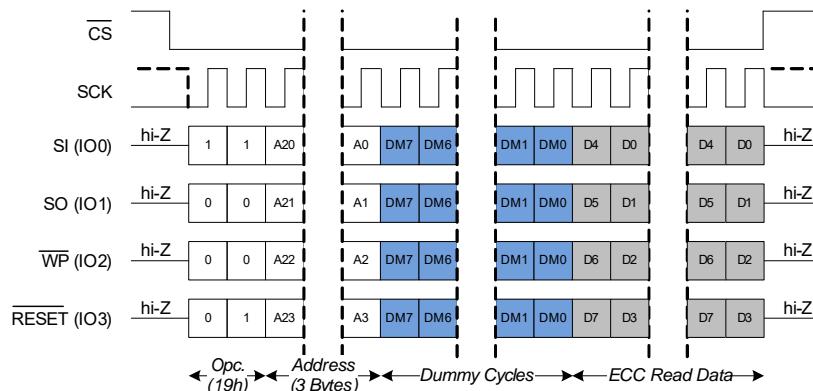 CS
SCK
SI (IO0) hi-Z 1 1 A20 A0 DM7 DM6 DM1 DM0 D4 D0 D4 D0 hi-Z
SO (IO1) hi-Z 0 0 A21 A1 DM7 DM6 DM1 DM0 D5 D1 D5 D1 hi-Z
WP (IO2) hi-Z 0 0 A22 A2 DM7 DM6 DM1 DM0 D6 D2 D6 D2 hi-Z
RESET (IO3) hi-Z 0 1 A23 A3 DM7 DM6 DM1 DM0 D7 D3 D7 D3 hi-Z
Opc. Address Dummy Cycles ECC Read Data
(19h) (3 Bytes)